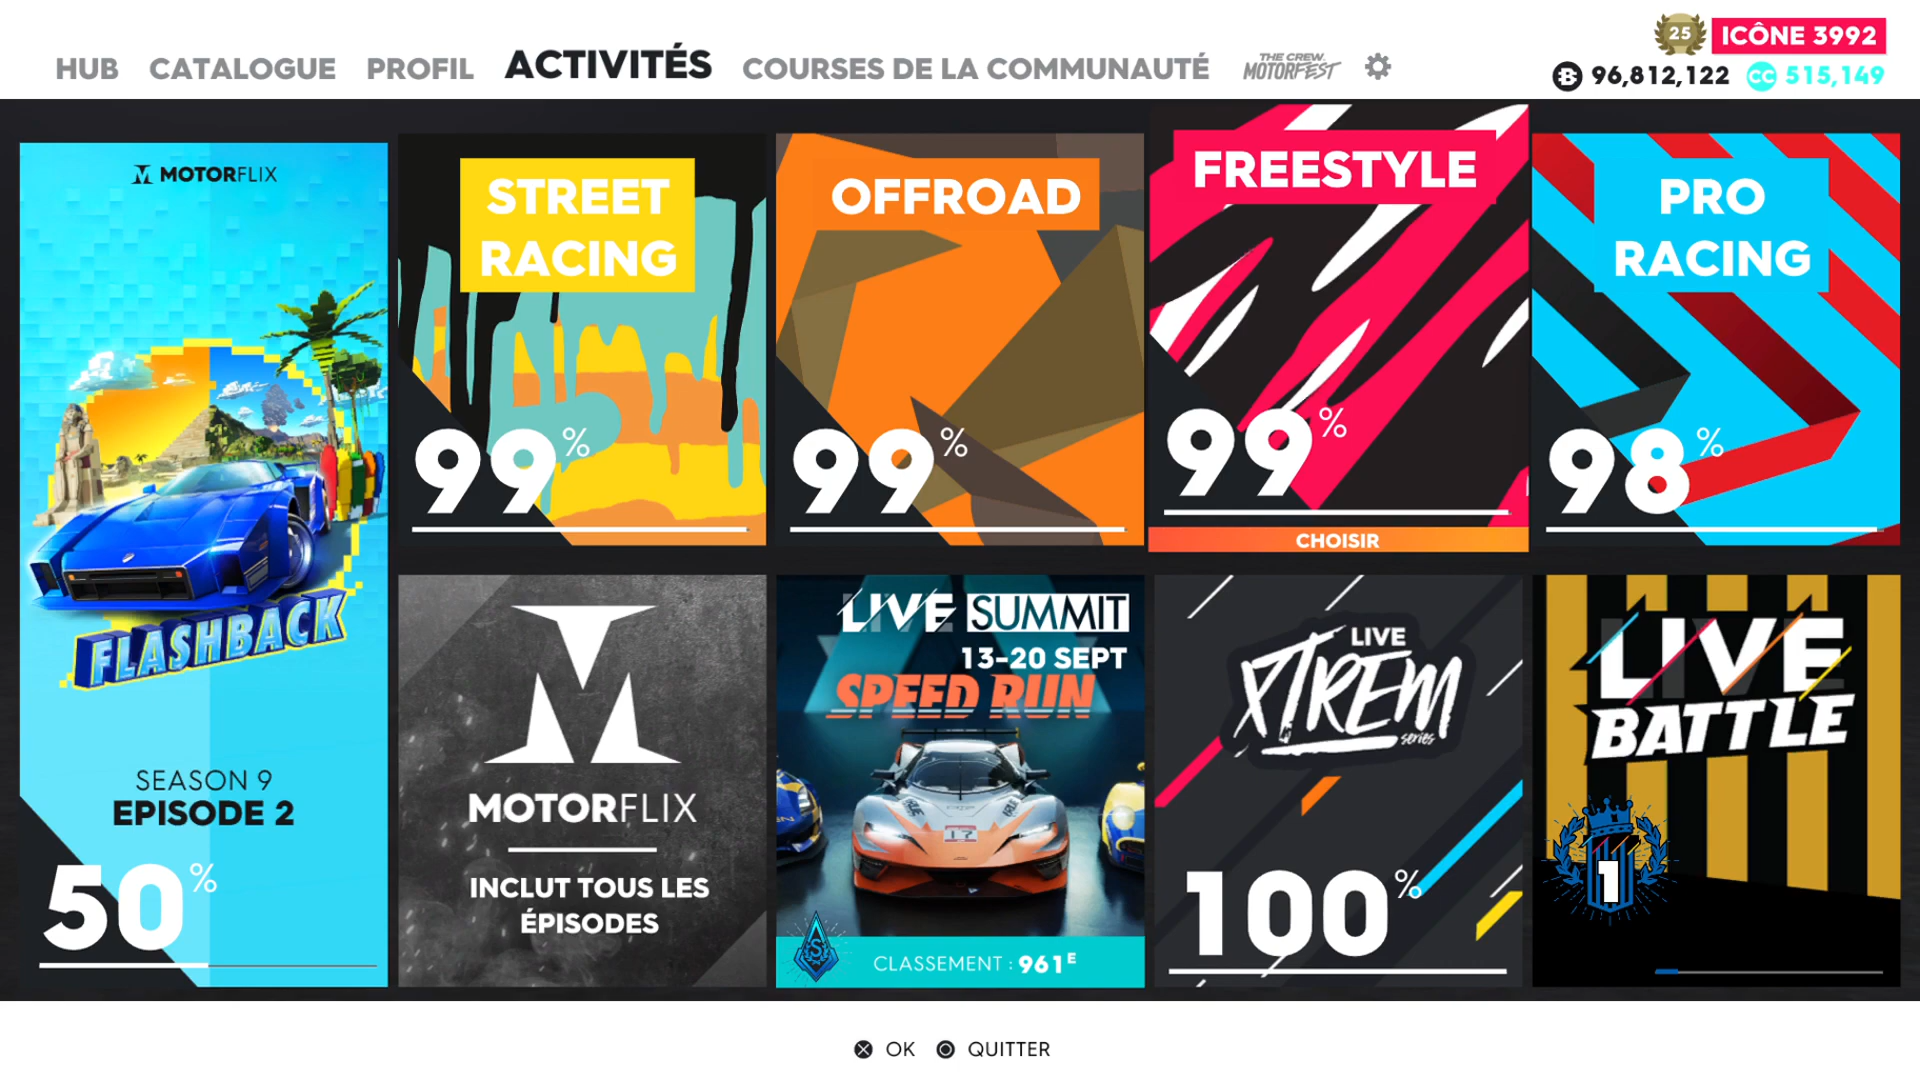 HUB CATALOGUE PROFIL ACTIVITÉS COURSES DE LA COMMUNAUTÉ THE CREW MOTORFEST
25 ICÔNE 3992
96,812,122 CC 515,149
MOTORFLIX
FLASHBACK
SEASON 9
EPISODE 2
50%
STREET
RACING
99%
OFFROAD
99%
FREESTYLE
99%
CHOISIR
PRO
RACING
98%
MOTORFLIX
INCLUT TOUS LES
ÉPISODES
LIVE SUMMIT
13-20 SEPT
SPEED RUN
17
S
CLASSEMENT : 961E
LIVE
XTREM
series
100%
LIVE
BATTLE
1
OK QUITTER